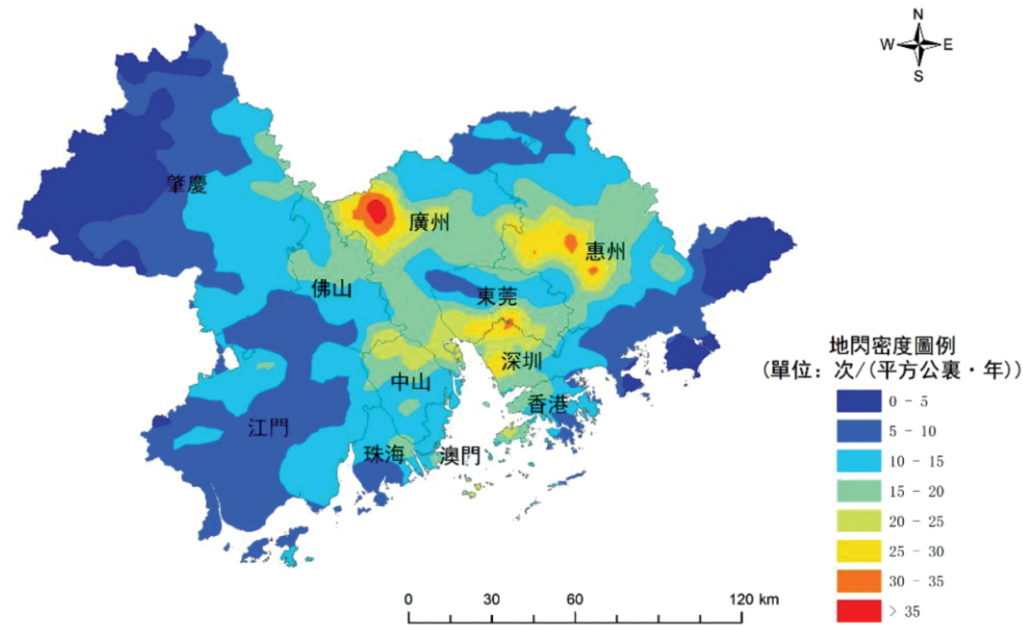 N
W E
S
肇慶
廣州
惠州
佛山
東莞
深圳
中山
香港
江門
珠海
澳門
地閃密度圖例
(單位：次/(平方公裏·年))
0 - 5
5 - 10
10 - 15
15 - 20
20 - 25
25 - 30
30 - 35
> 35
0 30 60 120 km